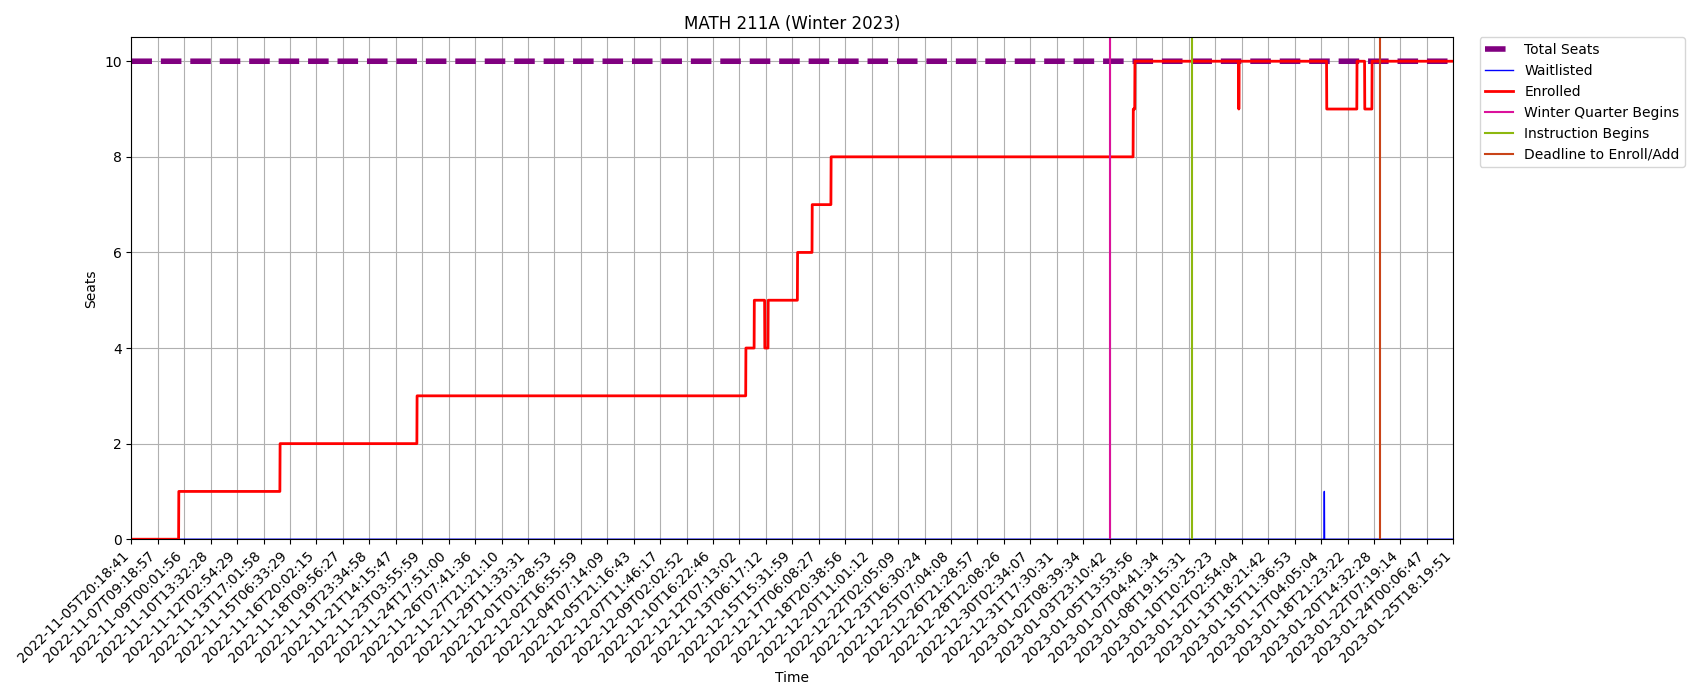 MATH 211A (Winter 2023)
Total Seats
Waitlisted
Enrolled
Winter Quarter Begins
Instruction Begins
Deadline to Enroll/Add
Seats
10
8
6
4
2
0
2022-11-05T20:18:41
2022-11-07T09:18:57
2022-11-09T00:01:56
2022-11-10T13:32:28
2022-11-12T02:54:29
2022-11-13T17:01:58
2022-11-15T06:33:29
2022-11-16T20:02:15
2022-11-18T09:56:27
2022-11-19T23:34:58
2022-11-21T14:15:47
2022-11-23T03:55:59
2022-11-24T17:51:00
2022-11-26T07:41:36
2022-11-27T21:21:10
2022-11-29T11:33:31
2022-12-01T01:28:53
2022-12-02T16:55:59
2022-12-04T07:14:09
2022-12-05T21:16:43
2022-12-07T11:46:17
2022-12-09T02:02:52
2022-12-10T16:22:46
2022-12-12T07:13:02
2022-12-13T06:17:12
2022-12-15T15:31:59
2022-12-17T06:08:27
2022-12-18T20:38:56
2022-12-20T11:01:12
2022-12-22T02:05:09
2022-12-23T16:30:24
2022-12-25T07:04:08
2022-12-26T21:28:57
2022-12-28T12:08:26
2022-12-30T02:34:07
2022-12-31T17:30:31
2023-01-02T08:39:34
2023-01-03T23:10:42
2023-01-05T13:53:56
2023-01-07T04:41:34
2023-01-08T19:15:31
2023-01-10T10:25:23
2023-01-12T02:54:04
2023-01-13T18:21:42
2023-01-15T11:36:53
2023-01-17T04:05:04
2023-01-18T21:23:22
2023-01-20T14:32:28
2023-01-22T07:19:14
2023-01-24T00:06:47
2023-01-25T18:19:51
Time